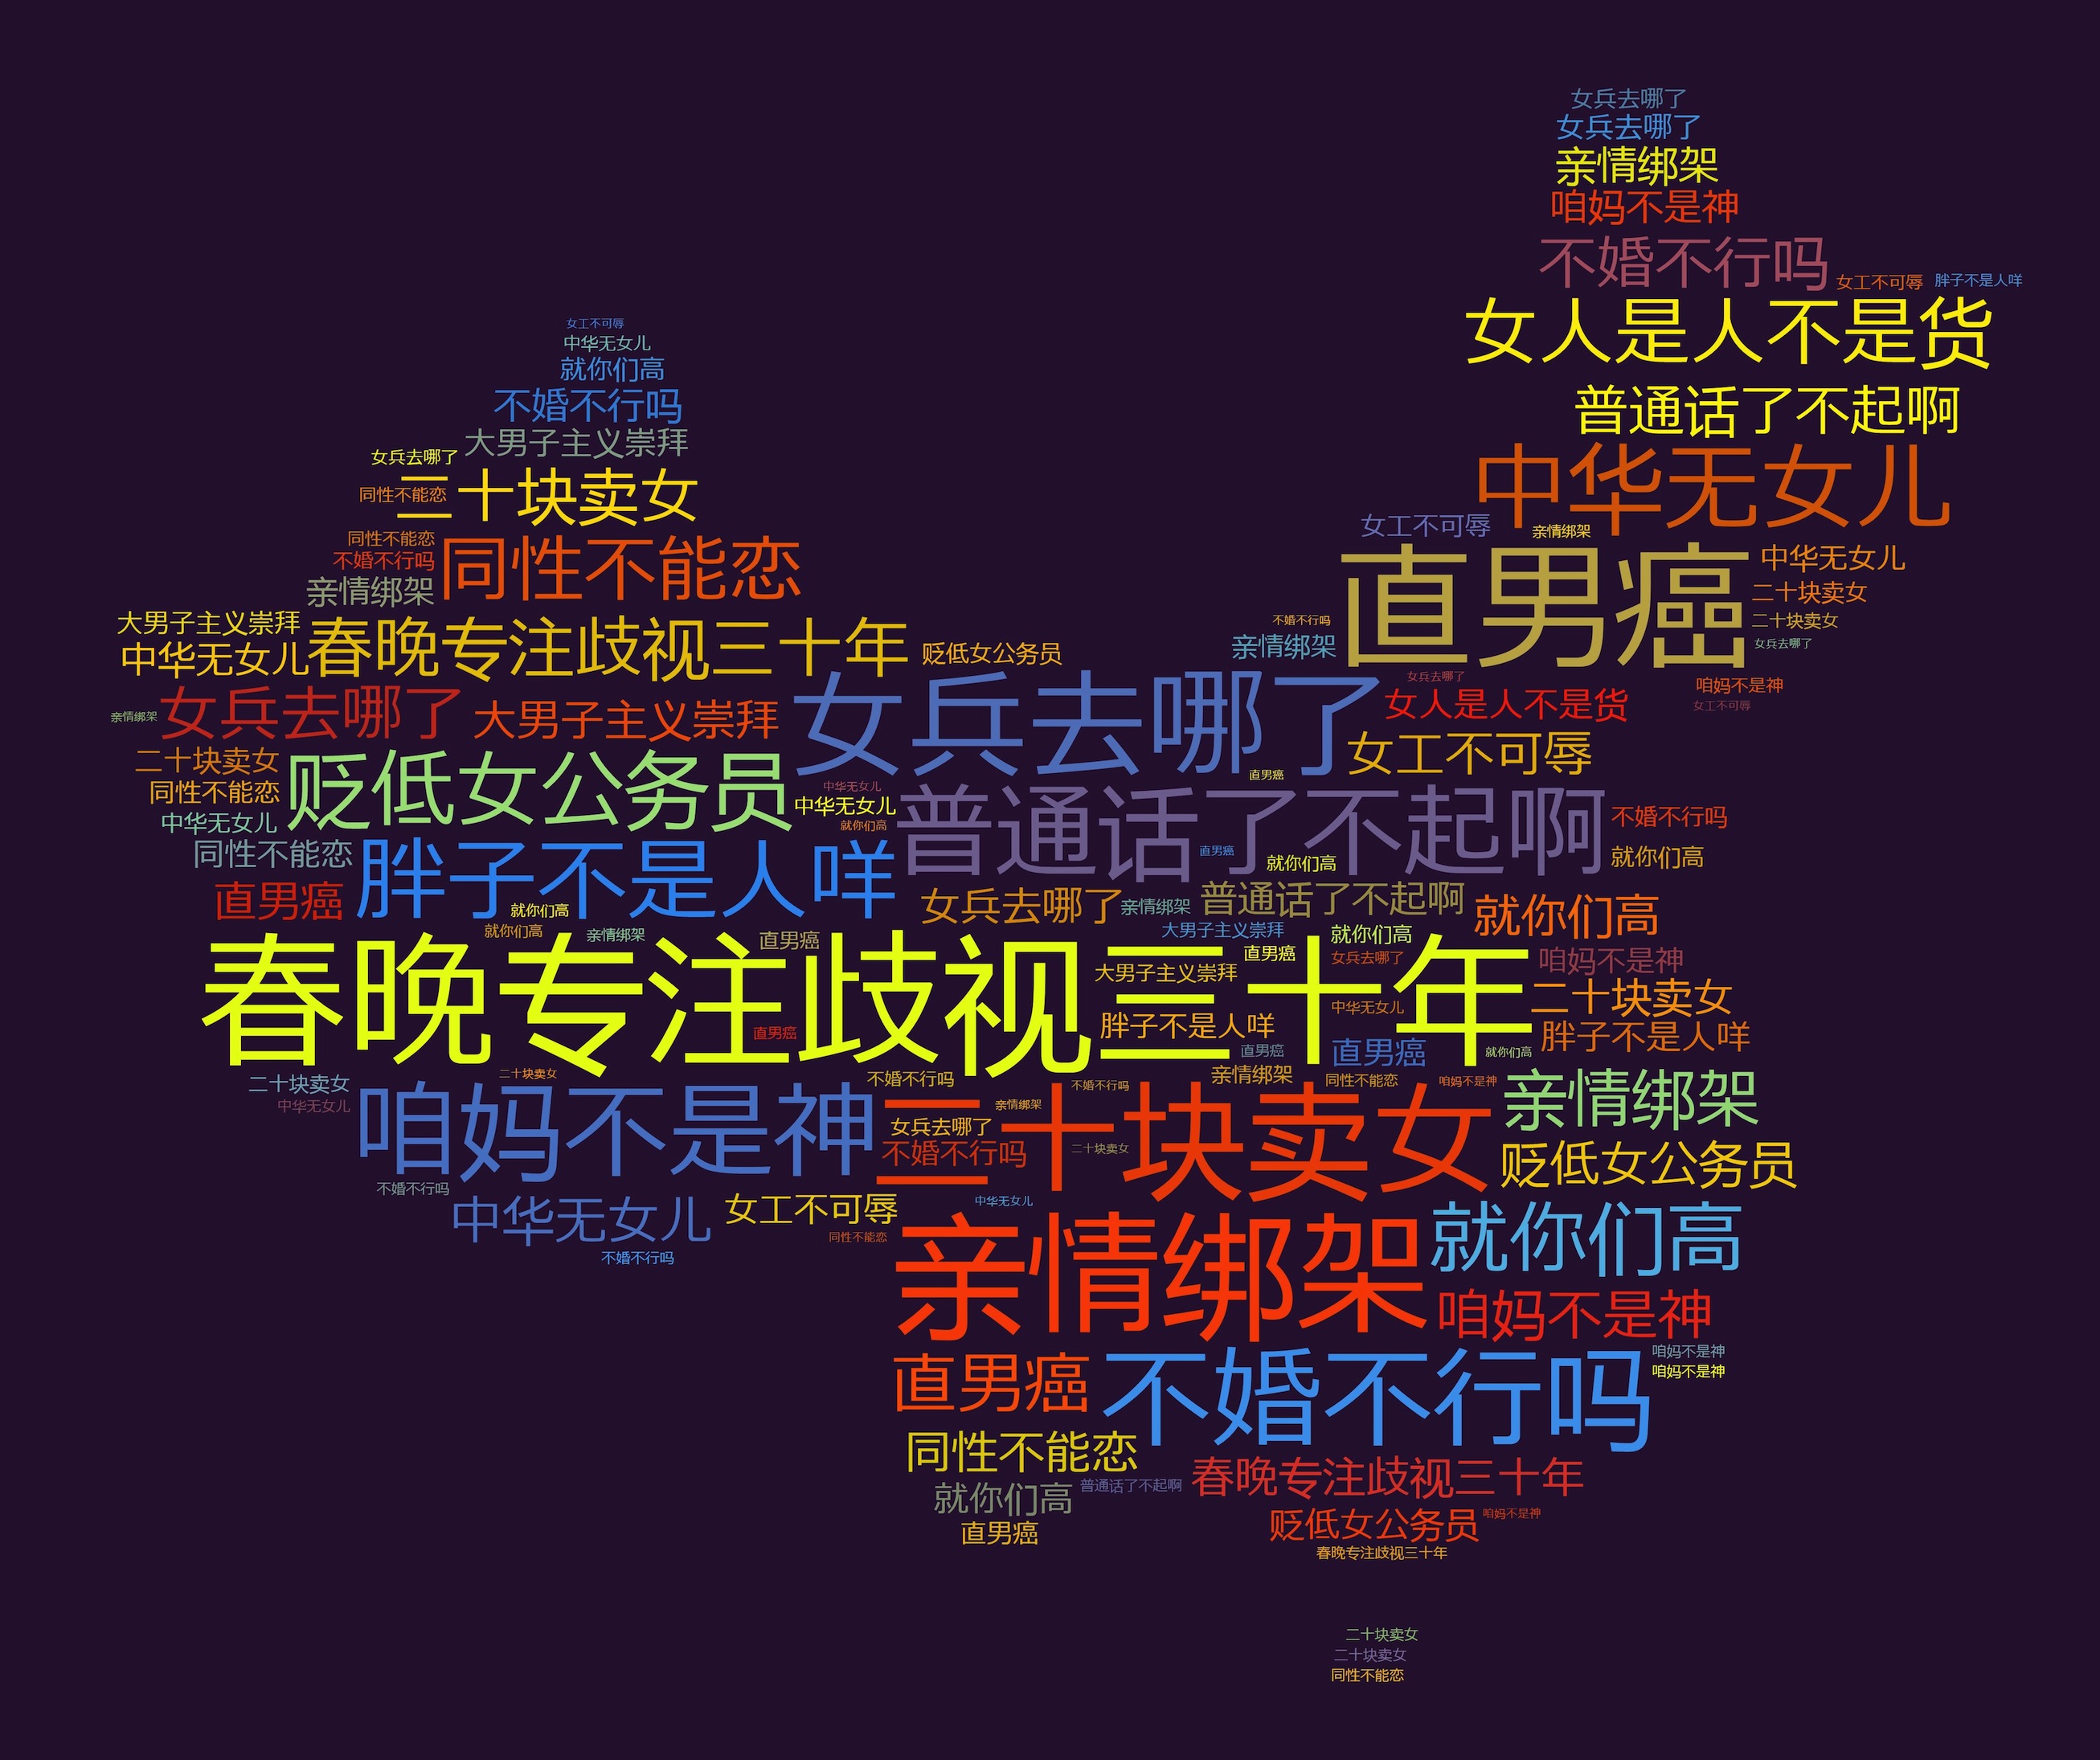 女兵去哪了
女兵去哪了
亲情绑架
咱妈不是神
不婚不行吗
女工不可辱 胖子不是人咩
女人是人不是货
女工不可辱
中华无女儿
就你们高
普通话了不起啊
不婚不行吗
大男子主义崇拜
中华无女儿
女兵去哪了
二十块卖女
同性不能恋
女工不可辱 亲情绑架
同性不能恋
不婚不行吗
同性不能恋
直男癌
中华无女儿
亲情绑架
二十块卖女
大男子主义崇拜
不婚不行吗
二十块卖女
中华无女儿
春晚专注歧视三十年
贬低女公务员
亲情绑架
女兵去哪了
女兵去哪了
亲情绑架
女兵去哪了
大男子主义崇拜
女兵去哪了
女人是人不是货
咱妈不是神
女工不可辱
二十块卖女
女工不可辱
同性不能恋
贬低女公务员
中华无女儿
中华无女儿
直男癌
中华无女儿
就你们高
普通话了不起啊
不婚不行吗
同性不能恋
胖子不是人咩
直男癌
就你们高
就你们高
直男癌
就你们高
女兵去哪了
亲情绑架
普通话了不起啊
就你们高
就你们高
亲情绑架
直男癌
大男子主义崇拜
就你们高
春晚专注歧视三十年
直男癌
大男子主义崇拜
直男癌
女兵去哪了
咱妈不是神
中华无女儿
二十块卖女
胖子不是人咩
直男癌
直男癌
就你们高
胖子不是人咩
二十块卖女
中华无女儿
二十块卖女
不婚不行吗
亲情绑架
同性不能恋
咱妈不是神
咱妈不是神
不婚不行吗
亲情绑架
女兵去哪了
不婚不行吗
二十块卖女
二十块卖女
亲情绑架
贬低女公务员
不婚不行吗
中华无女儿
女工不可辱
中华无女儿
同性不能恋
不婚不行吗
亲情绑架
就你们高
咱妈不是神
直男癌
不婚不行吗
咱妈不是神
咱妈不是神
同性不能恋
就你们高
普通话了不起啊
春晚专注歧视三十年
直男癌
贬低女公务员
咱妈不是神
春晚专注歧视三十年
二十块卖女
二十块卖女
同性不能恋